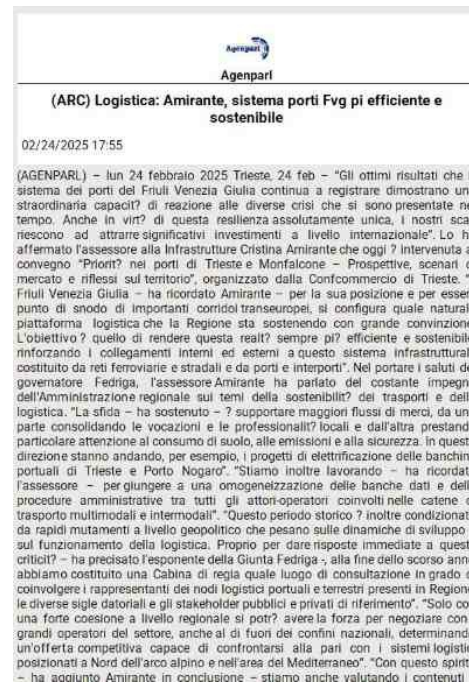 Agenparl
Agenparl
(ARC) Logistica: Amirante, sistema porti Fvg pi efficiente e
sostenibile
02/24/2025 17:55
(AGENPARL) – lun 24 febbraio 2025 Trieste, 24 feb – "Gli ottimi risultati che i
sistema dei porti del Friuli Venezia Giulia continua a registrare dimostrano un
straordinaria capacit? di reazione alle diverse crisi che si sono presentate ne
tempo. Anche in virt? di questa resilienza assolutamente unica, i nostri sca
riescono ad attrarre significativi investimenti a livello internazionale". Lo h
affermato l'assessore alla Infrastrutture Cristina Amirante che oggi ? intervenuta a
convegno "Priorit? nei porti di Trieste e Monfalcone – Prospettive, scenari d
mercato e riflessi sul territorio", organizzato dalla Confcommercio di Trieste. "
Friuli Venezia Giulia – ha ricordato Amirante – per la sua posizione e per esser
punto di snodo di importanti corridoi transeuropei, si configura quale natural
piattaforma logistica che la Regione sta sostenendo con grande convinzion
L'obiettivo ? quello di rendere questa realt? sempre pi? efficiente e sostenibil
rinforzando i collegamenti interni ed esterni a questo sistema infrastruttural
costituito da reti ferroviarie e stradali e da porti e interporti". Nel portare i saluti de
governatore Fedriga, l'assessore Amirante ha parlato del costante impegn
dell'Amministrazione regionale sui temi della sostenibilit? dei trasporti e dell
logistica. "La sfida – ha sostenuto – ? supportare maggiori flussi di merci, da un
parte consolidando le vocazioni e le professionalit? locali e dall'altra prestand
particolare attenzione al consumo di suolo, alle emissioni e alla sicurezza. In quest
direzione stanno andando, per esempio, i progetti di elettrificazione delle banchin
portuali di Trieste e Porto Nogaro". "Stiamo inoltre lavorando – ha ricordat
l'assessore – per giungere a una omogeneizzazione delle banche dati e dell
procedure amministrative tra tutti gli attori-operatori coinvolti nelle catene d
trasporto multimodali e intermodali". "Questo periodo storico ? inoltre condizionat
da rapidi mutamenti a livello geopolitico che pesano sulle dinamiche di sviluppo
sul funzionamento della logistica. Proprio per dare risposte immediate a quest
criticit? – ha precisato l'esponente della Giunta Fedriga -, alla fine dello scorso ann
abbiamo costituito una Cabina di regia quale luogo di consultazione in grado d
coinvolgere i rappresentanti dei nodi logistici portuali e terrestri presenti in Region
le diverse sigle datoriali e gli stakeholder pubblici e privati di riferimento". "Solo co
una forte coesione a livello regionale si potr? avere la forza per negoziare con
grandi operatori del settore, anche al di fuori dei confini nazionali, determinand
un'offerta competitiva capace di confrontarsi alla pari con i sistemi logistic
posizionati a Nord dell'arco alpino e nell'area del Mediterraneo". "Con questo spirit
– ha aggiunto Amirante in conclusione – stiamo anche valutando i contenuti